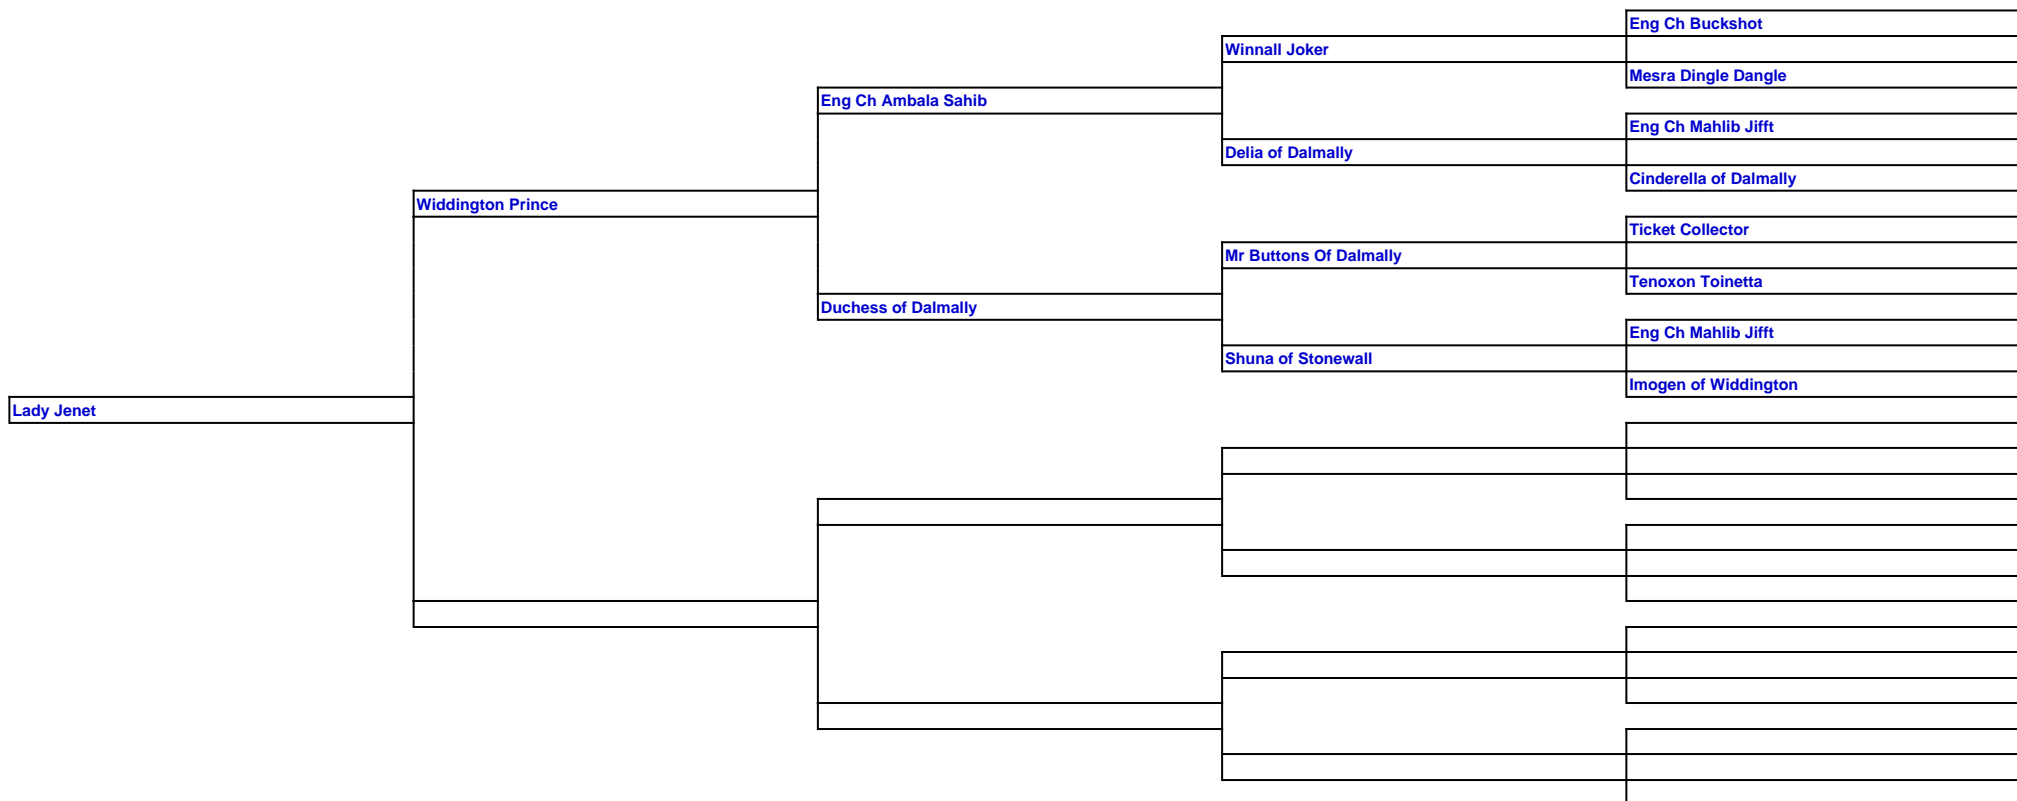 Eng Ch Buckshot
Winnall Joker
Mesra Dingle Dangle
Eng Ch Ambala Sahib
Eng Ch Mahlib Jifft
Delia of Dalmally
Cinderella of Dalmally
Widdington Prince
Ticket Collector
Mr Buttons Of Dalmally
Tenoxon Toinetta
Duchess of Dalmally
Eng Ch Mahlib Jifft
Shuna of Stonewall
Imogen of Widdington
Lady Jenet